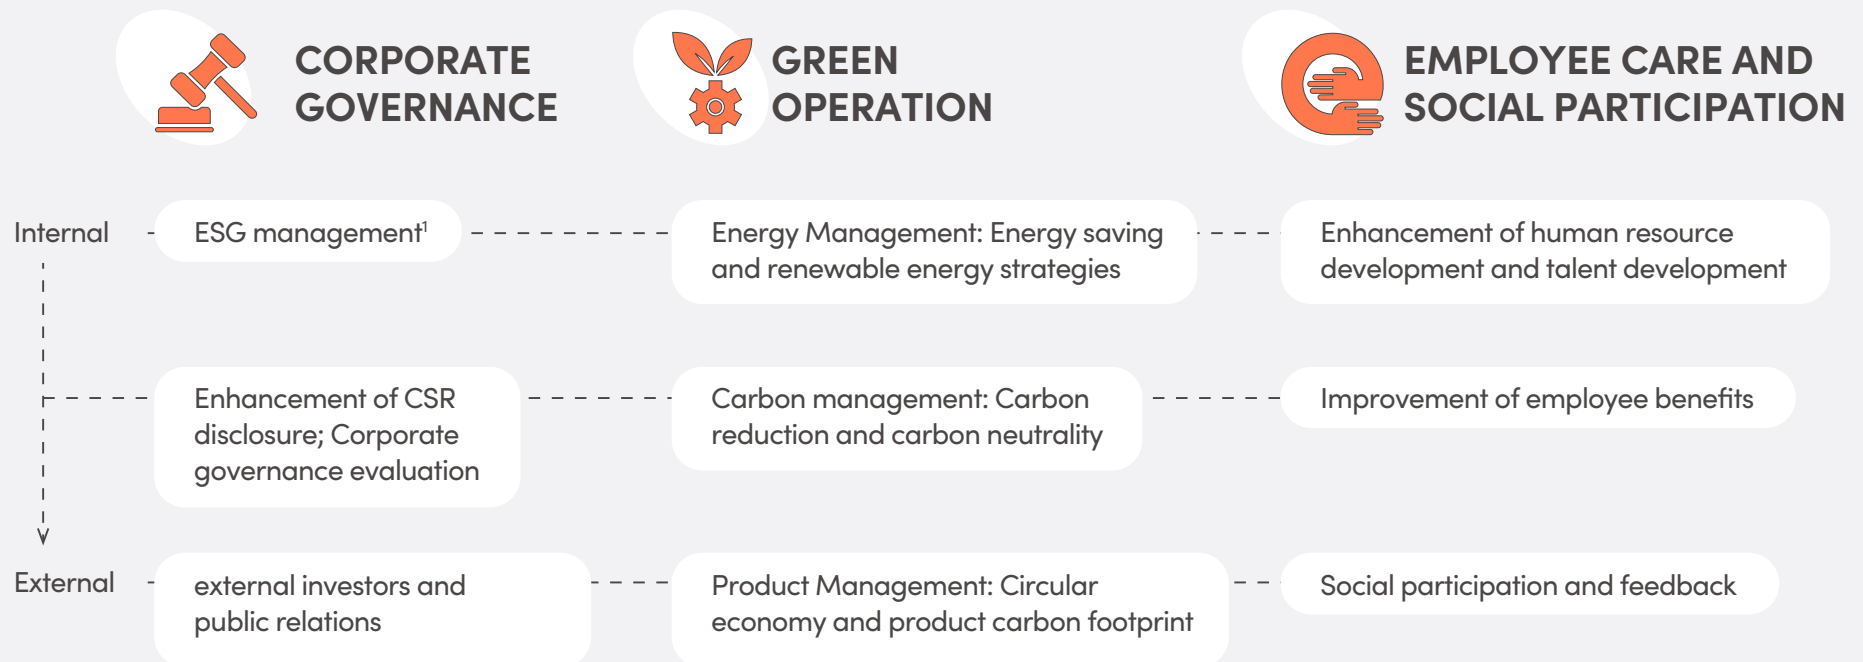 CORPORATE
GOVERNANCE
GREEN
OPERATION
EMPLOYEE CARE AND
SOCIAL PARTICIPATION
Internal
ESG management¹
Energy Management: Energy saving
and renewable energy strategies
Enhancement of human resource
development and talent development
Enhancement of CSR
disclosure; Corporate
governance evaluation
Carbon management: Carbon
reduction and carbon neutrality
Improvement of employee benefits
External
external investors and
public relations
Product Management: Circular
economy and product carbon footprint
Social participation and feedback